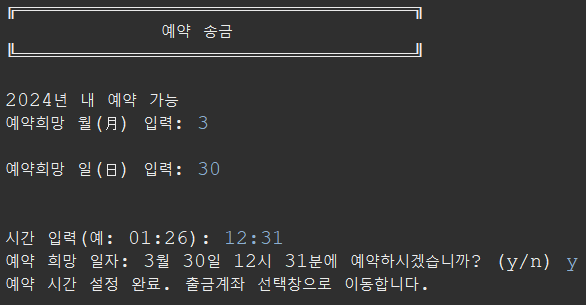 예약 송금
2024년 내 예약 가능
예약희망 월(月) 입력: 3
예약희망 일(日) 입력: 30
시간 입력(예: 01:26): 12:31
예약 희망 일자: 3월 30일 12시 31분에 예약하시겠습니까? (y/n) y
예약 시간 설정 완료. 출금계좌 선택창으로 이동합니다.